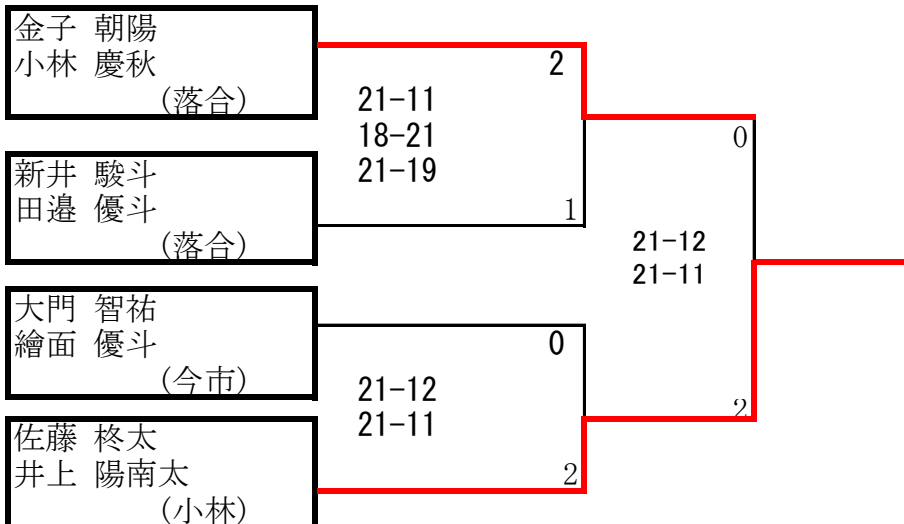 金子 朝陽
小林 慶秋
(落合)
2
21-11
18-21
21-19
新井 駿斗
田邉 優斗
(落合)
1
0
21-12
21-11
2
大門 智祐
繪面 優斗
(今市)
0
21-12
21-11
佐藤 柊太
井上 陽南太
(小林)
2